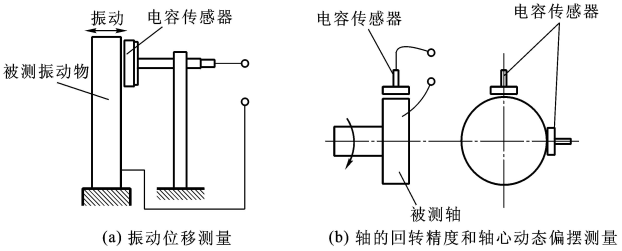 振动
电容传感器
被测振动物
(a) 振动位移测量
电容传感器
电容传感器
被测轴
(b) 轴的回转精度和轴心动态偏摆测量